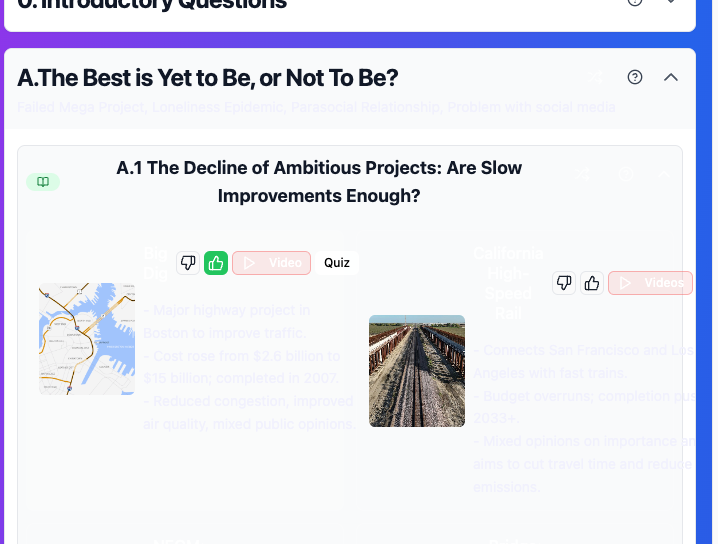 0. Introductory Questions
A.The Best is Yet to Be, or Not To Be?
Failed Mega Project, Loneliness Epidemic, Parasocial Relationship, Problem with social media
A.1 The Decline of Ambitious Projects: Are Slow
Improvements Enough?
Big
Dig
Video
Quiz
- Major highway project in
Boston to improve traffic.
- Cost rose from $2.6 billion to
$15 billion; completed in 2007.
- Reduced congestion, improved
air quality, mixed public opinions.
California
High-
Speed
Rail
Videos
- Connects San Francisco and Los
Angeles with fast trains.
- Budget overruns; completion pus
2033+.
- Mixed opinions on importance an
aims to cut travel time and reduce
emissions.